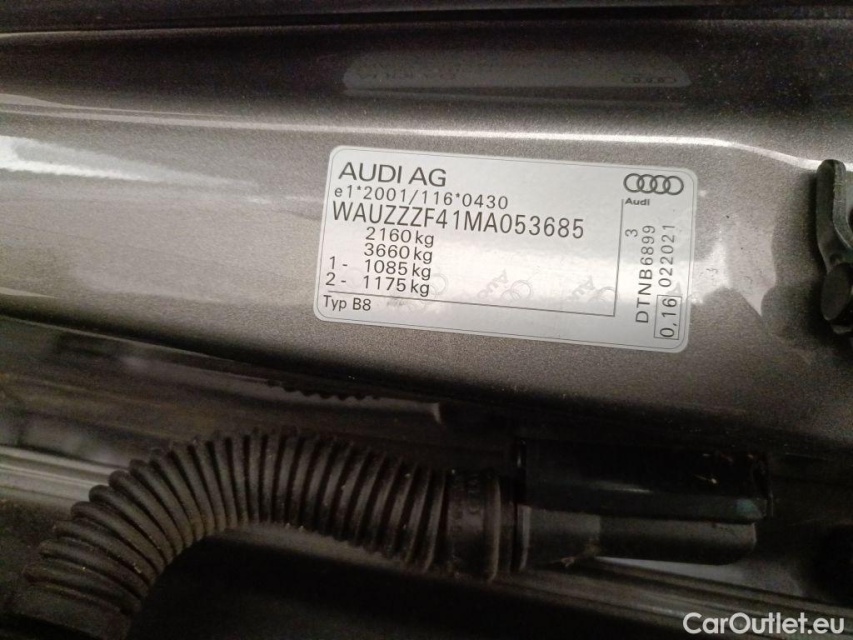 AUDI AG
e1*2001/116*0430
WAUZZZF41MA053685
2160kg
3660kg
1- 1085kg
2- 1175kg
Typ B8
Audi
DTNB6899 3
0,16 022021
CarOutlet.eu